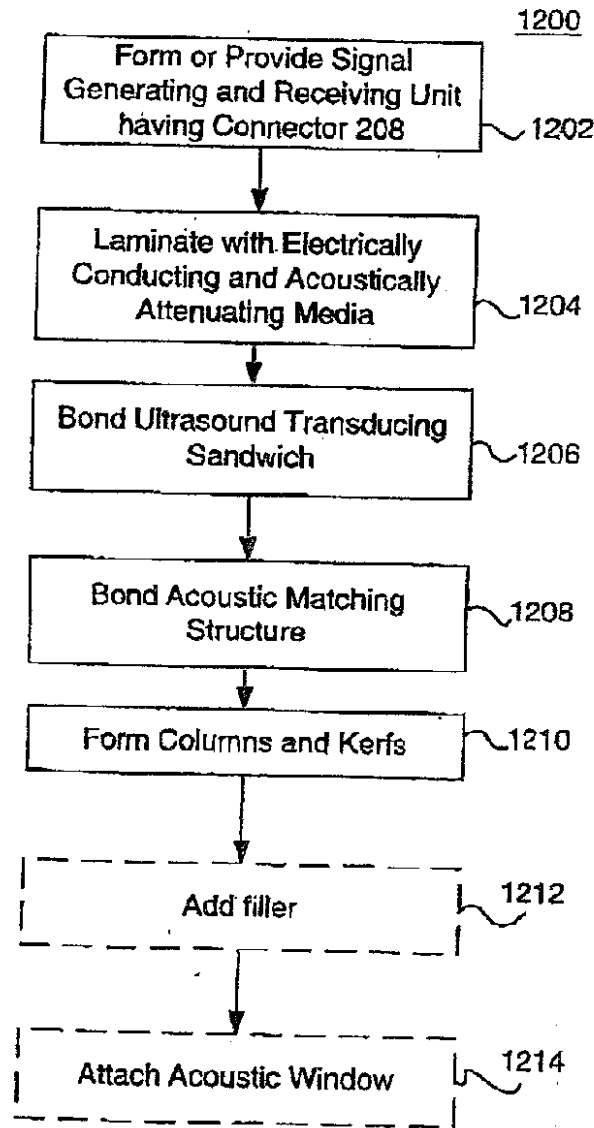 1200
Form or Provide Signal
Generating and Receiving Unit
having Connector 208
1202
Laminate with Electrically
Conducting and Acoustically
Attenuating Media
1204
Bond Ultrasound Transducing
Sandwich
1206
Bond Acoustic Matching
Structure
1208
Form Columns and Kerfs
1210
Add filler
1212
Attach Acoustic Window
1214